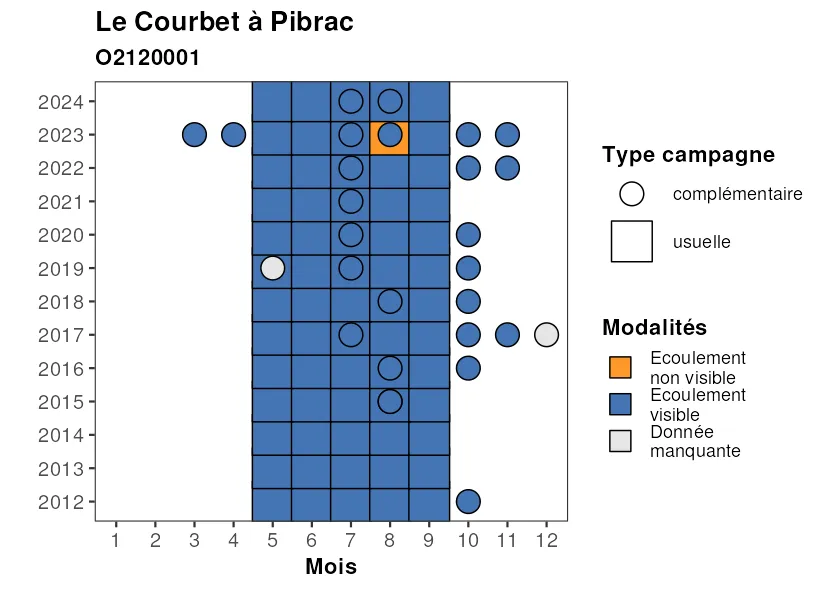 Le Courbet à Pibrac
O2120001
2024
2023
2022
2021
2020
2019
2018
2017
2016
2015
2014
2013
2012
1 2 3 4 5 6 7 8 9 10 11 12
Mois
Type campagne
complémentaire
usuelle
Modalités
Ecoulement
non visible
Ecoulement
visible
Donnée
manquante